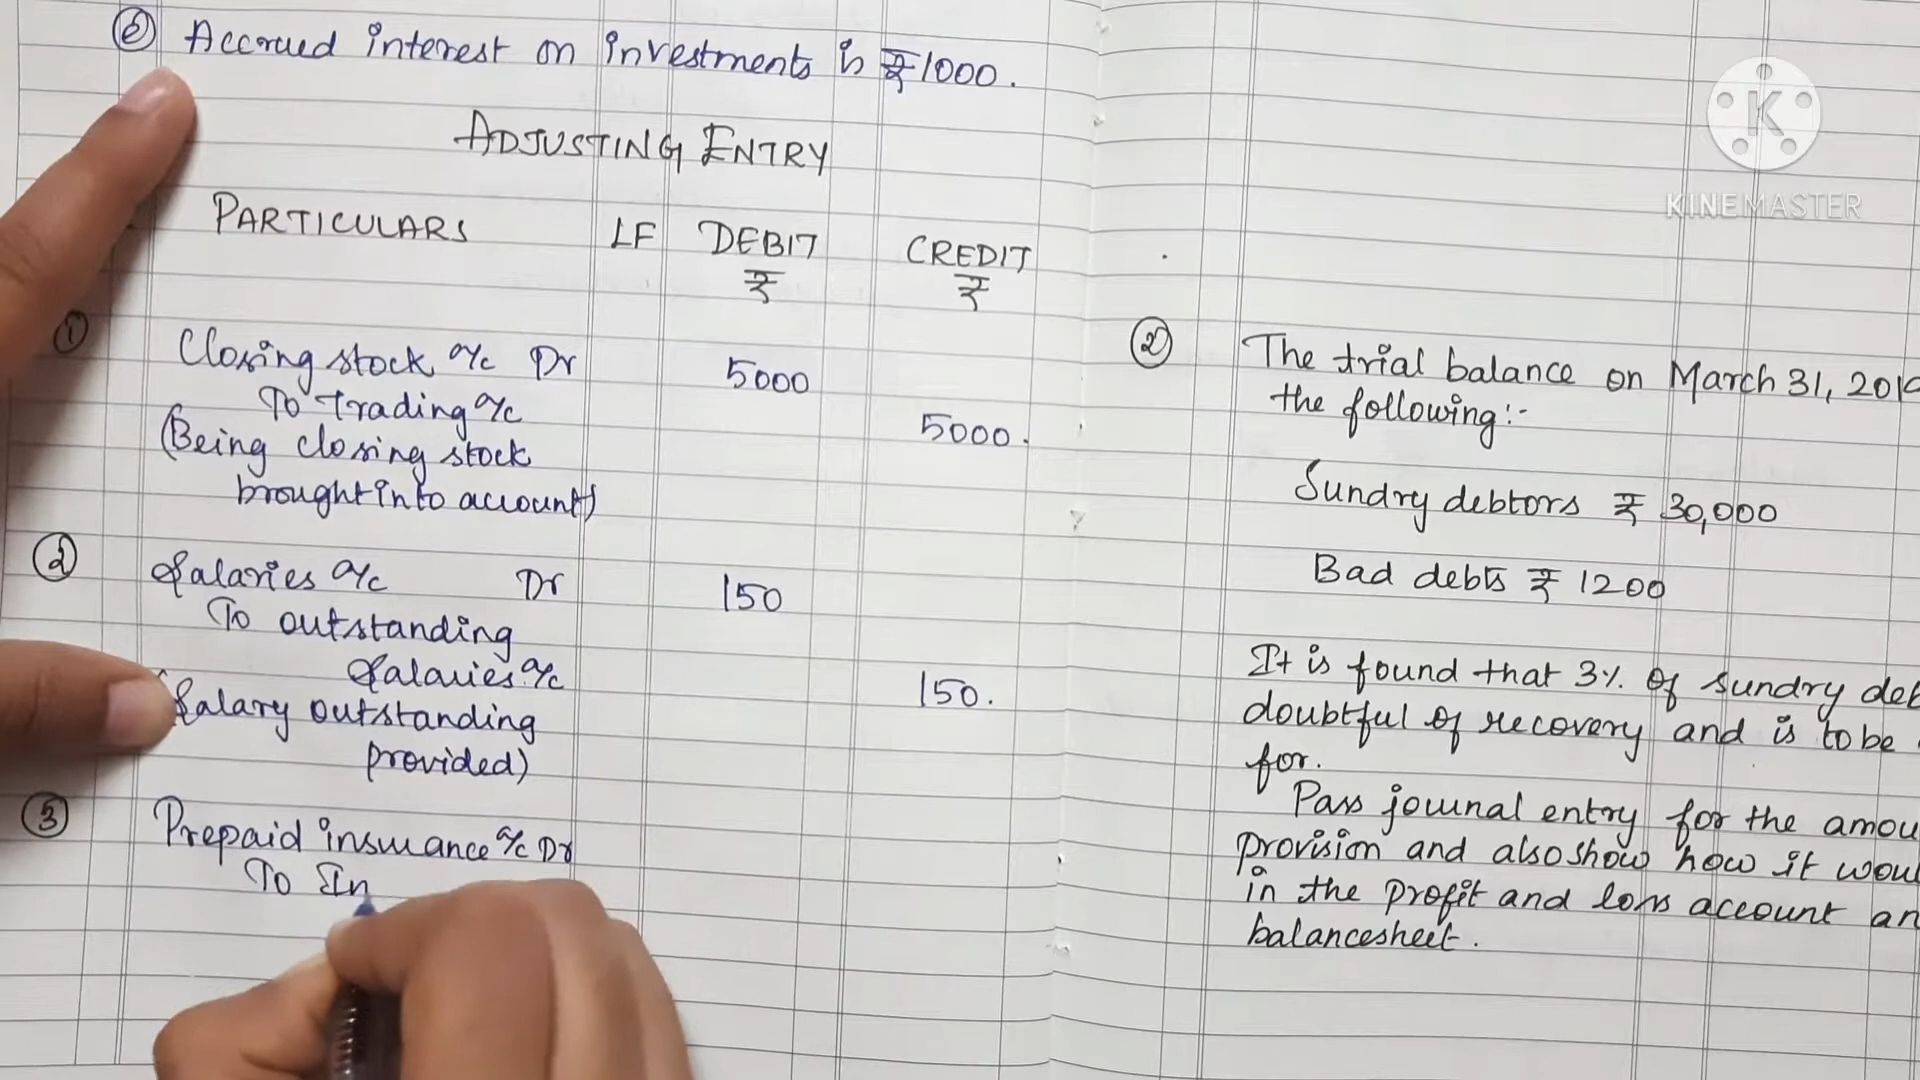 e Accrued interest on investments is ₹1000.
ADJUSTING ENTRY
PARTICULARS LF DEBIT ₹ CREDIT ₹
① Closing stock a/c Dr 5000
To trading a/c 5000.
(Being closing stock
brought into account)
② Salaries a/c Dr 150
To outstanding
Salaries a/c 150.
(Salary outstanding
provided)
③ Prepaid insurance a/c Dr
To In
K
KINEMASTER
② The trial balance on March 31, 201
the following:-
Sundry debtors ₹ 30,000
Bad debts ₹ 1200
It is found that 3% of sundry deb
doubtful of recovery and is to be
for.
Pass journal entry for the amou
provision and also show how it woul
in the profit and loss account an
balancesheet.